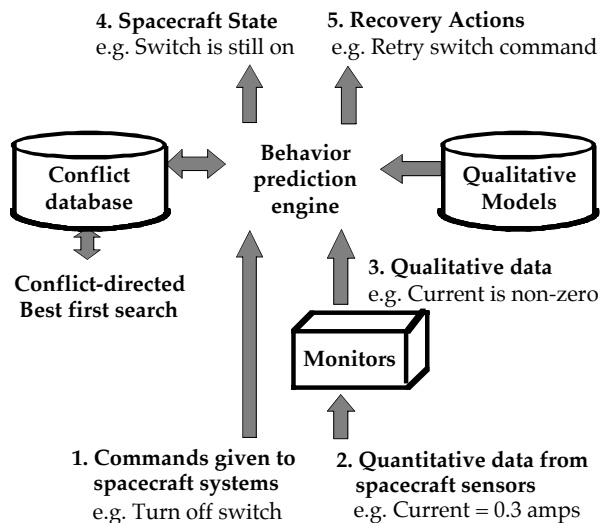 4. Spacecraft State
e.g. Switch is still on
5. Recovery Actions
e.g. Retry switch command
Conflict
database
Behavior
prediction
engine
Qualitative
Models
Conflict-directed
Best first search
3. Qualitative data
e.g. Current is non-zero
Monitors
1. Commands given to
spacecraft systems
e.g. Turn off switch
2. Quantitative data from
spacecraft sensors
e.g. Current = 0.3 amps